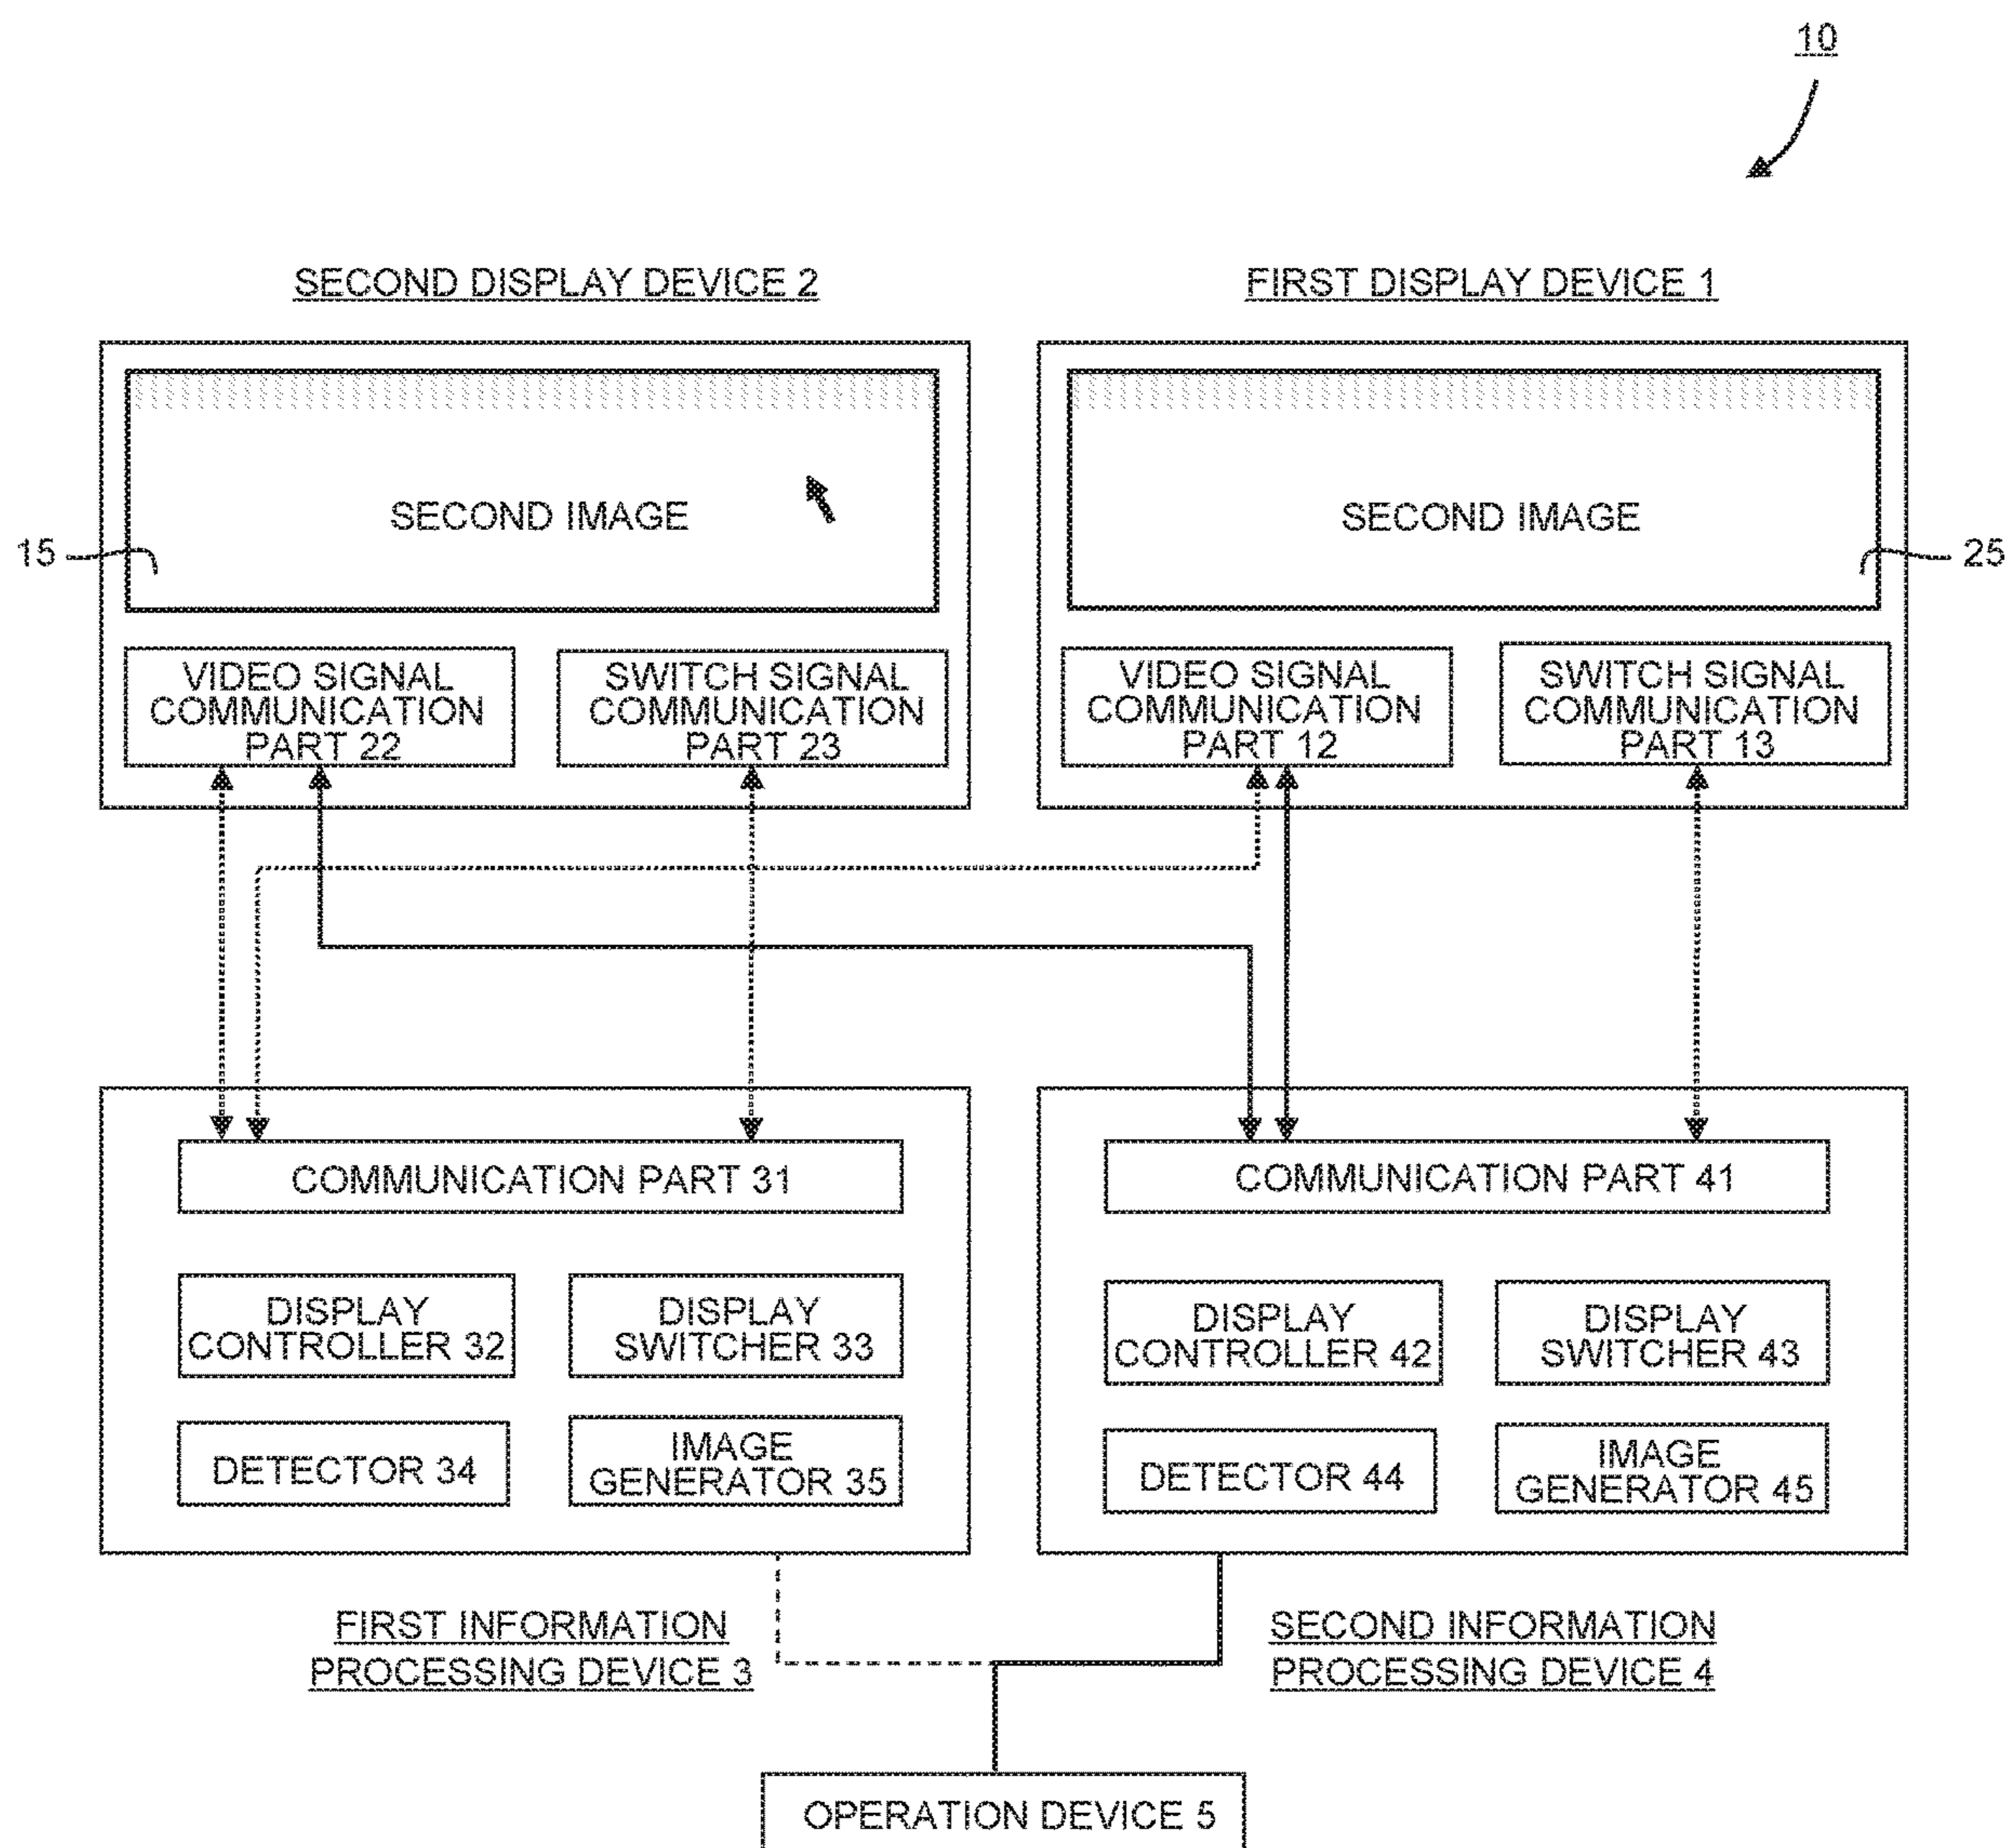 10
SECOND DISPLAY DEVICE 2
FIRST DISPLAY DEVICE 1
SECOND IMAGE
SECOND IMAGE
15
25
VIDEO SIGNAL
COMMUNICATION
PART 22
SWITCH SIGNAL
COMMUNICATION
PART 23
VIDEO SIGNAL
COMMUNICATION
PART 12
SWITCH SIGNAL
COMMUNICATION
PART 13
COMMUNICATION PART 31
COMMUNICATION PART 41
DISPLAY
CONTROLLER 32
DISPLAY
SWITCHER 33
DISPLAY
CONTROLLER 42
DISPLAY
SWITCHER 43
DETECTOR 34
IMAGE
GENERATOR 35
DETECTOR 44
IMAGE
GENERATOR 45
FIRST INFORMATION
PROCESSING DEVICE 3
SECOND INFORMATION
PROCESSING DEVICE 4
OPERATION DEVICE 5